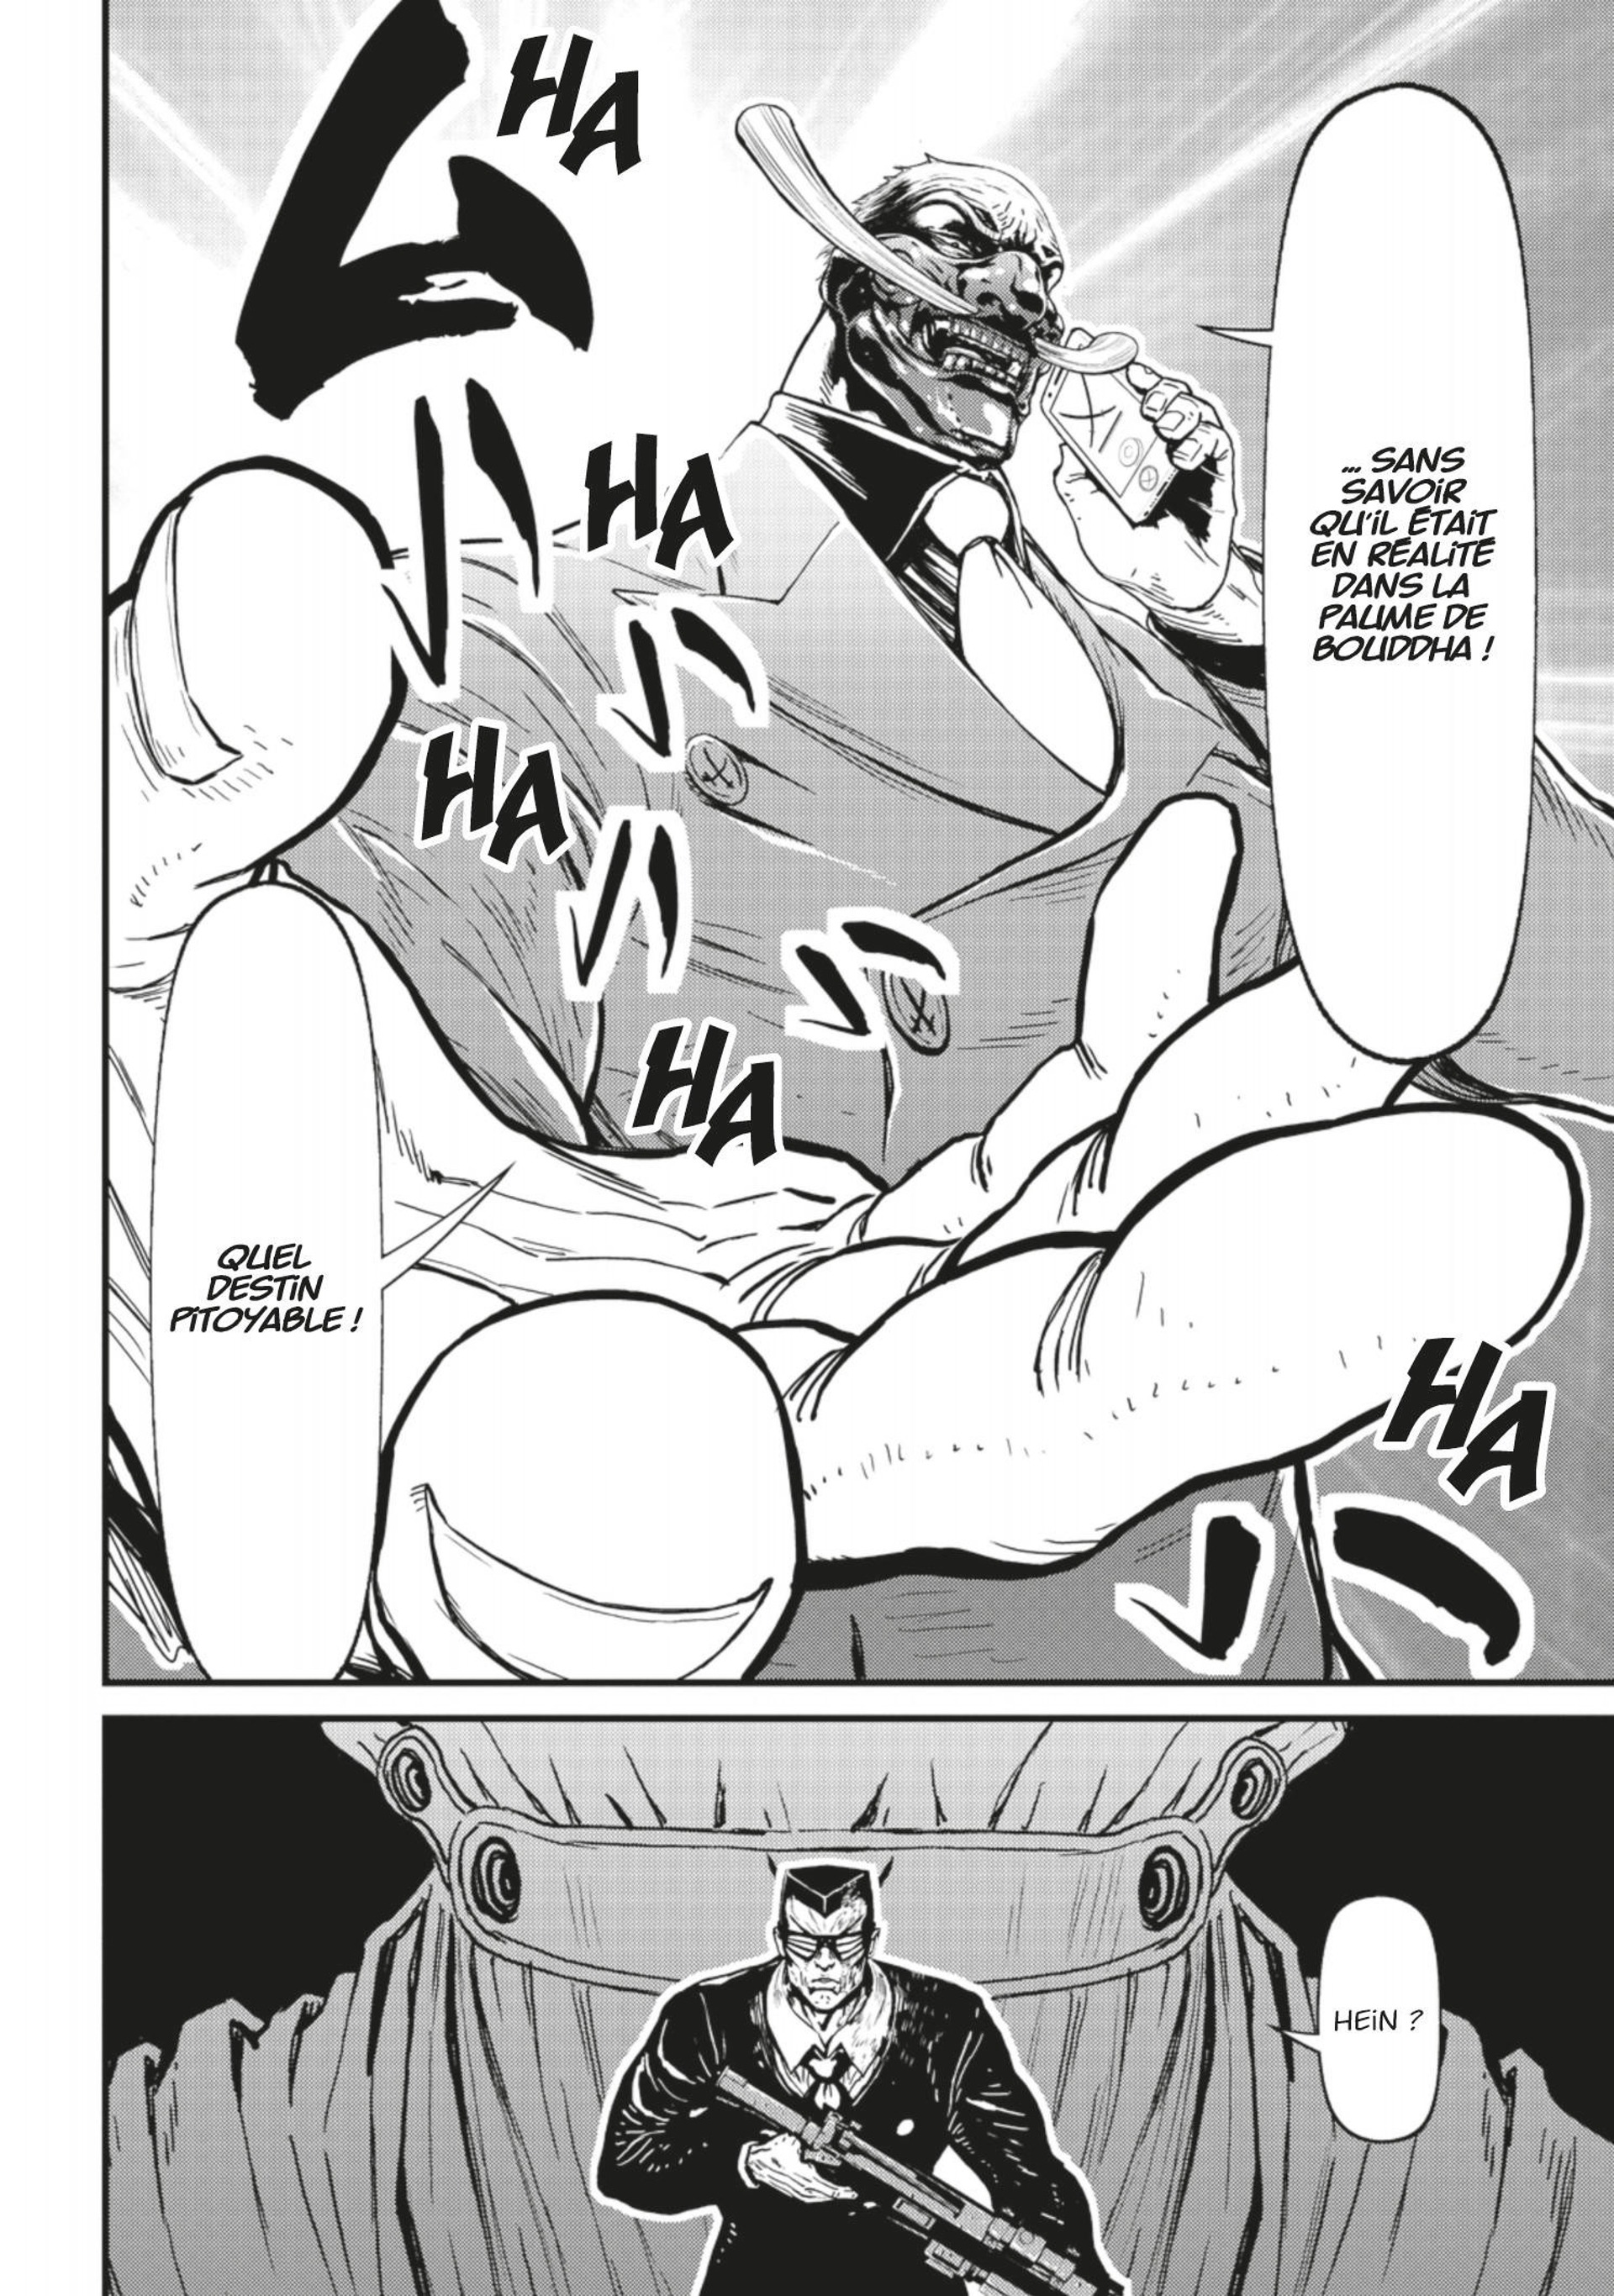 ... SANS
SAVOIR
QU'IL ÉTAIT
EN RÉALITÉ
DANS LA
PAUME DE
BOUDDHA !
HA
HA
HA
HA
QUEL
DESTIN
PITOYABLE !
HA
HEIN ?